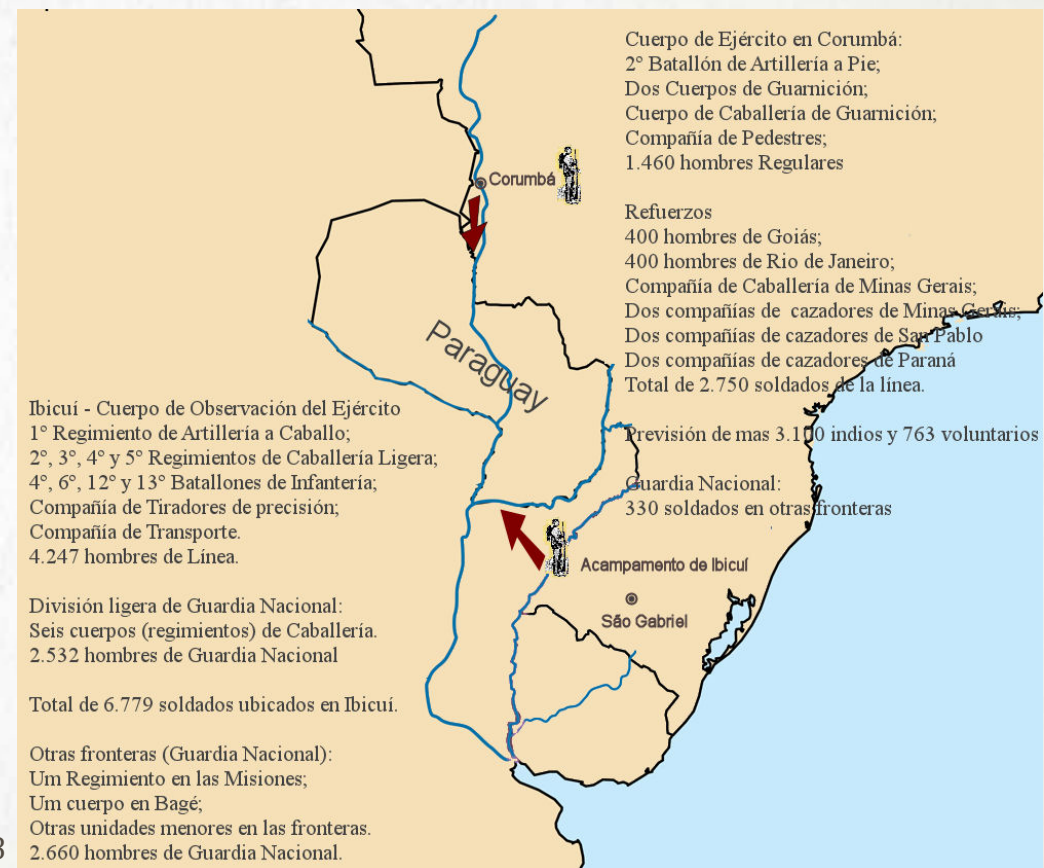 Cuerpo de Ejército en Corumbá:
2° Batallón de Artillería a Pie;
Dos Cuerpos de Guarnición;
Cuerpo de Caballería de Guarnición;
Compañía de Pedestres;
1.460 hombres Regulares
Refuerzos
400 hombres de Goiás;
400 hombres de Rio de Janeiro;
Compañía de Caballería de Minas Gerais;
Dos compañías de cazadores de Minas Gerais;
Dos compañías de cazadores de San Pablo
Dos compañías de cazadores de Paraná
Total de 2.750 soldados de la línea.
Previsión de mas 3.100 indios y 763 voluntarios
Guardia Nacional:
330 soldados en otras fronteras
Corumbá
Paraguay
Acampamento de Ibicuí
São Gabriel
Ibicuí - Cuerpo de Observación del Ejército
1° Regimiento de Artillería a Caballo;
2°, 3°, 4° y 5° Regimientos de Caballería Ligera;
4°, 6°, 12° y 13° Batallones de Infantería;
Compañía de Tiradores de precisión;
Compañía de Transporte.
4.247 hombres de Línea.
División ligera de Guardia Nacional:
Seis cuerpos (regimientos) de Caballería.
2.532 hombres de Guardia Nacional
Total de 6.779 soldados ubicados en Ibicuí.
Otras fronteras (Guardia Nacional):
Um Regimiento en las Misiones;
Um cuerpo en Bagé;
Otras unidades menores en las fronteras.
2.660 hombres de Guardia Nacional.